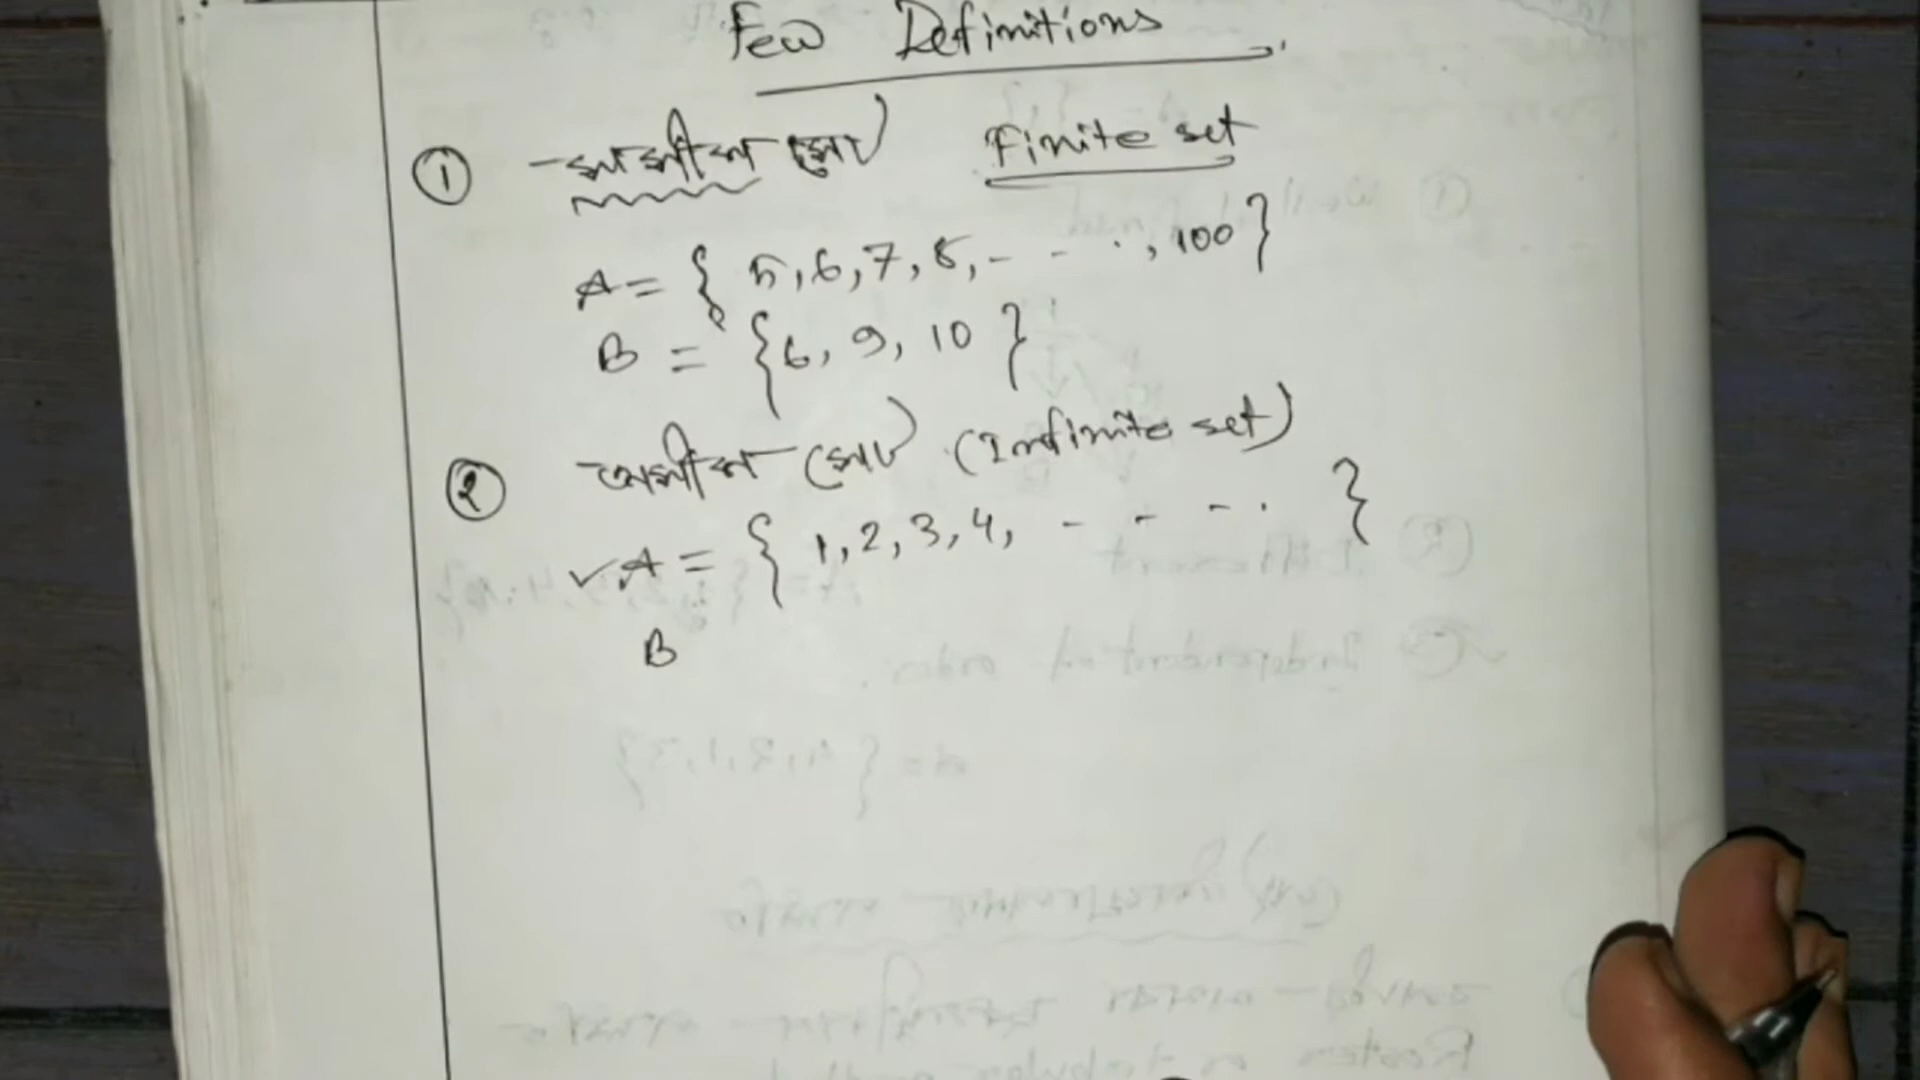 Few Definitions
① সসীম সেট Finite set
A = { 5, 6, 7, 8, - - ., 100 }
B = { 6, 9, 10 }
② অসীম সেট (Infinite set)
✓ A = { 1, 2, 3, 4, - - - . }
B